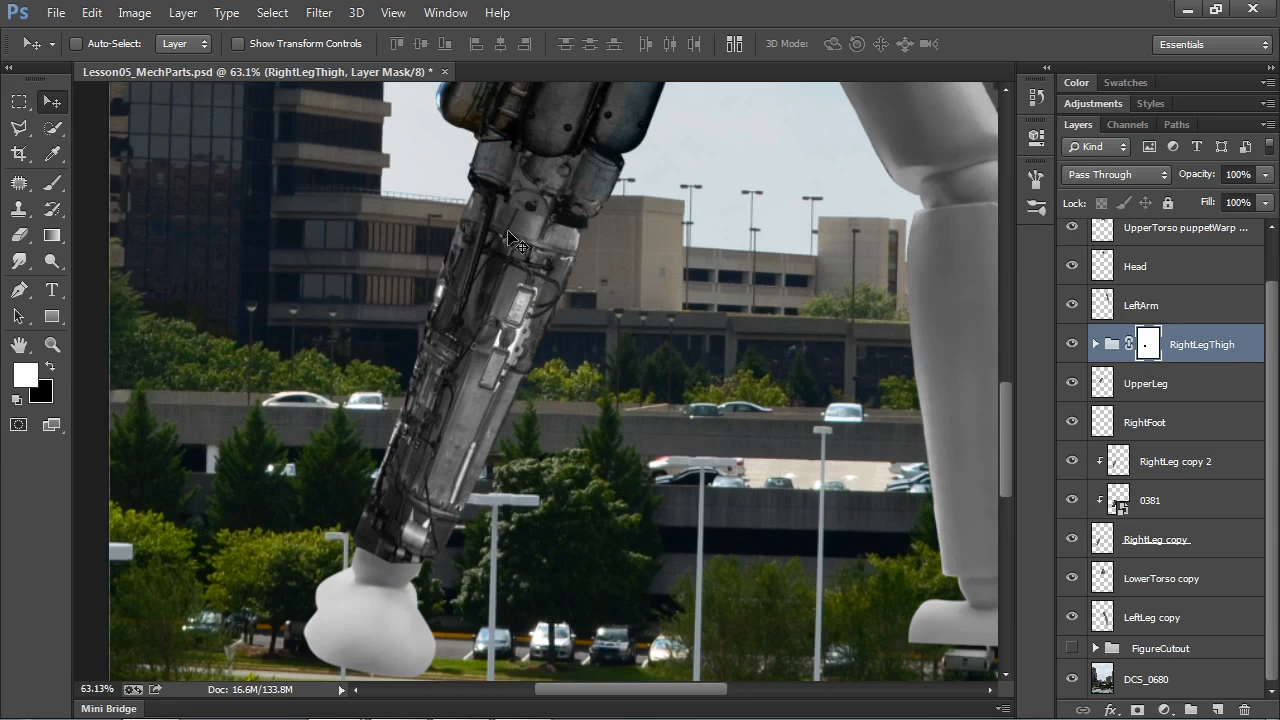 Ps File Edit Image Layer Type Select Filter 3D View Window Help
Auto-Select: Layer Show Transform Controls 3D Mode: Essentials
Lesson05_MechParts.psd @ 63.1% (RightLegThigh, Layer Mask/8) *
Color Swatches
Adjustments Styles
Layers Channels Paths
Kind
Pass Through Opacity: 100%
Lock: Fill: 100%
UpperTorso puppetWarp ...
Head
LeftArm
RightLegThigh
UpperLeg
RightFoot
RightLeg copy 2
0381
RightLeg copy
LowerTorso copy
LeftLeg copy
FigureCutout
DCS_0680
63.13% Doc: 16.6M/133.8M
Mini Bridge